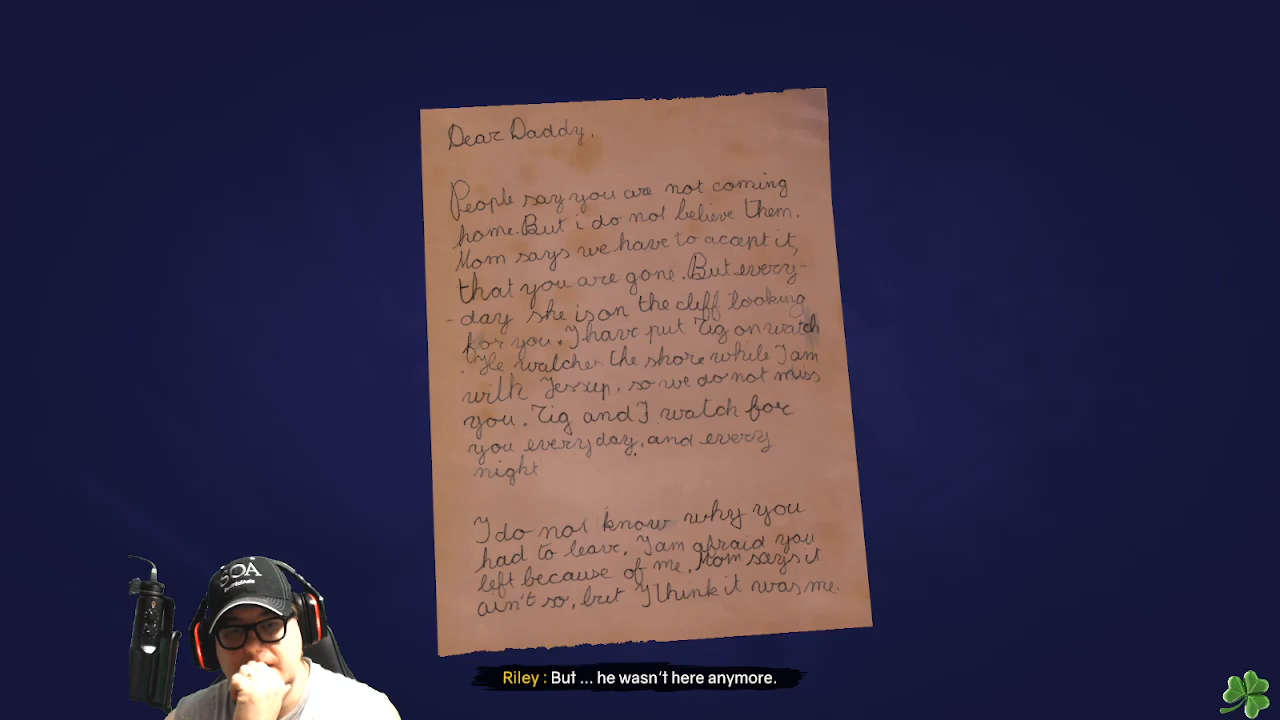 Dear Daddy,
People say you are not coming
home. But i do not believe them.
Mom says we have to accept it,
that you are gone. But every-
-day she is on the cliff looking
for you. I have put Tig on watch
He watches the shore while I am
with Jessup, so we do not miss
you. Tig and I watch for
you everyday, and every
night
I do not know why you
had to leave. I am afraid you
left because of me. Mom says it
ain't so, but I think it was me.
SOA
Riley : But ... he wasn't here anymore.